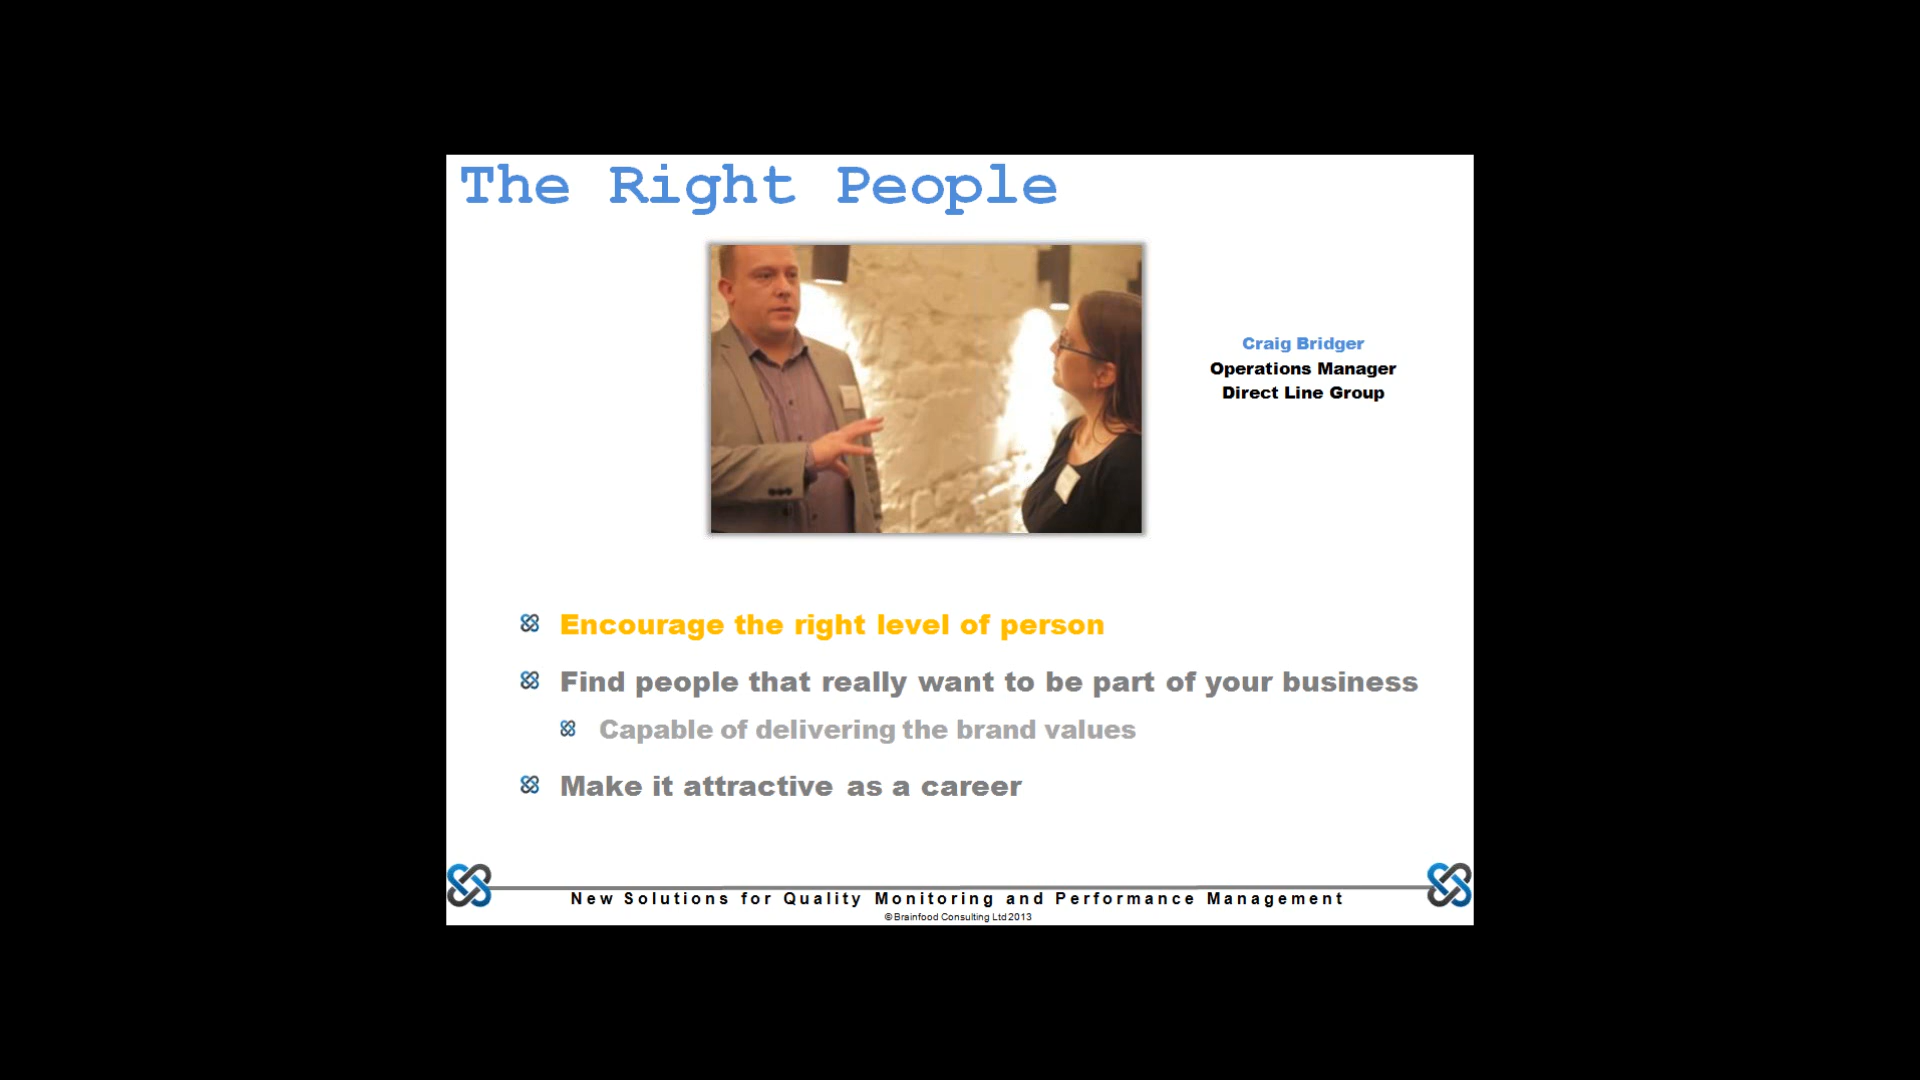 The Right People
Craig Bridger
Operations Manager
Direct Line Group
Encourage the right level of person
Find people that really want to be part of your business
Capable of delivering the brand values
Make it attractive as a career
New Solutions for Quality Monitoring and Performance Management
© Brainfood Consulting Ltd 2013